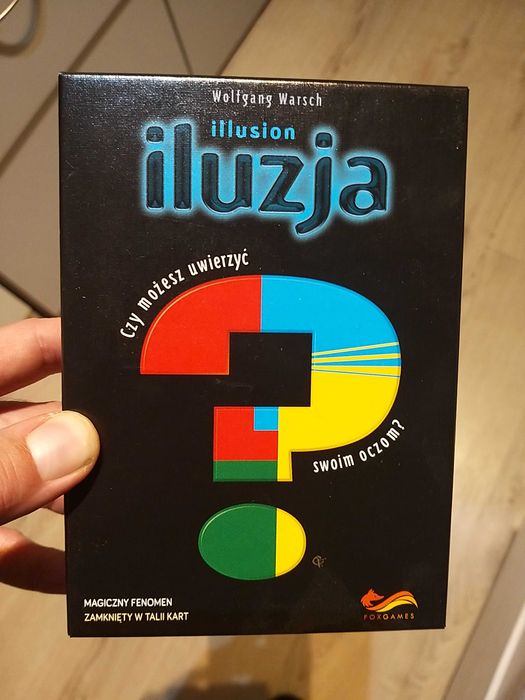 Wolfgang Warsch
illusion
iluzja
Czy możesz uwierzyć
swoim oczom?
MAGICZNY FENOMEN
ZAMKNIĘTY W TALII KART
FOXGAMES